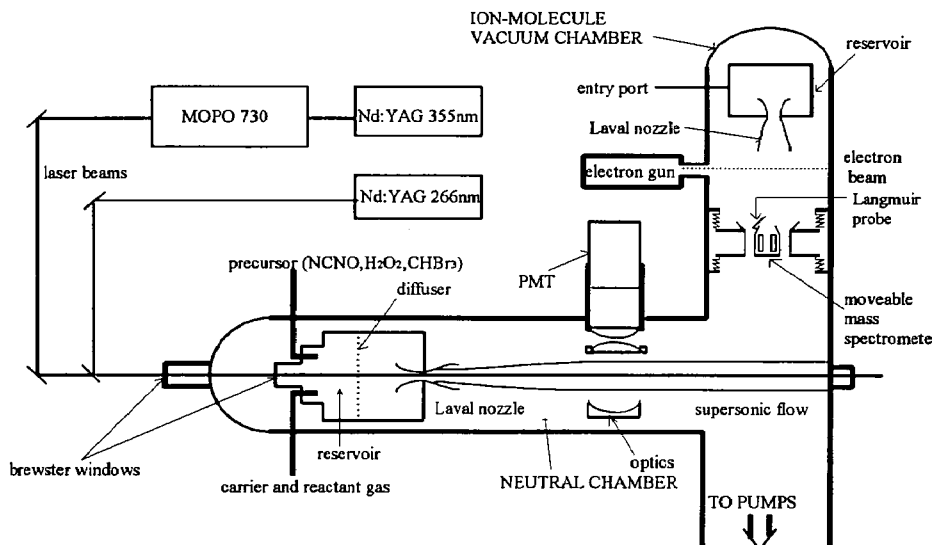 ION-MOLECULE
VACUUM CHAMBER
reservoir
entry port
MOPO 730
Nd:YAG 355nm
Laval nozzle
laser beams
electron gun
electron
beam
Nd:YAG 266nm
Langmuir
probe
precursor (NCNO,H2O2,CHBr3)
diffuser
PMT
moveable
mass
spectromete
Laval nozzle
supersonic flow
brewster windows
reservoir
optics
carrier and reactant gas
NEUTRAL CHAMBER
TO PUMPS